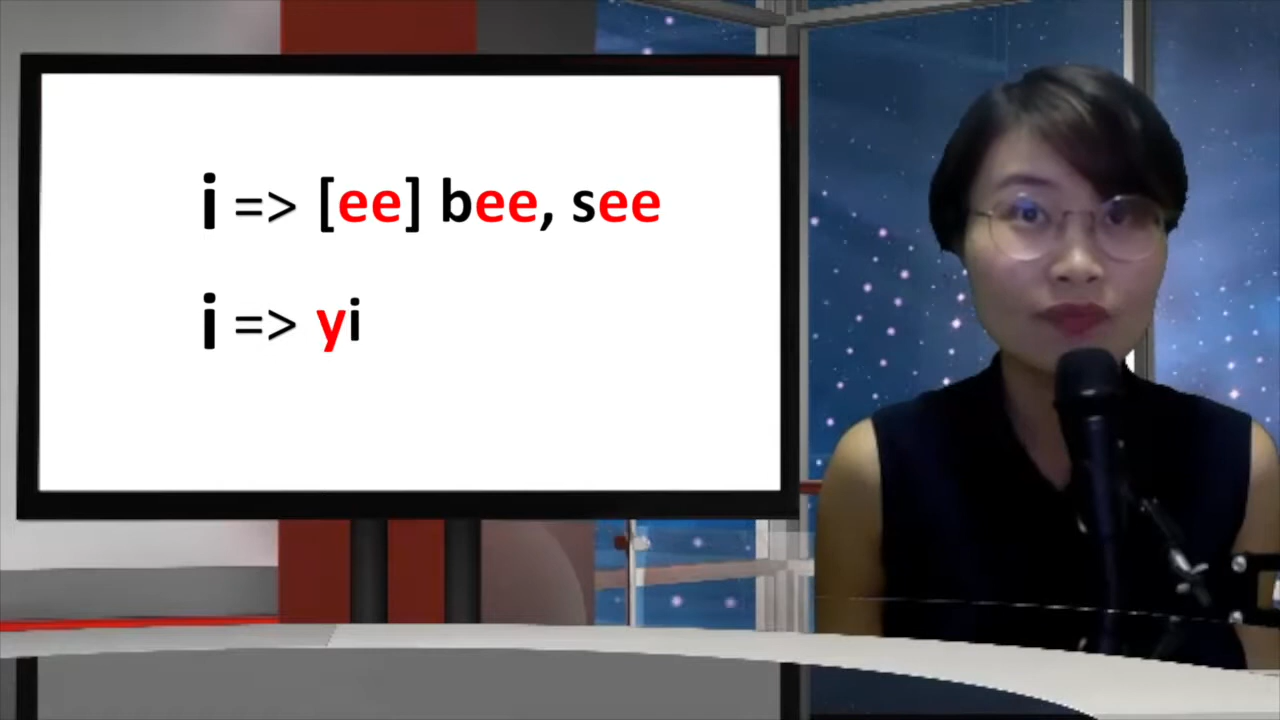 i => [ee] bee, see
i => yi